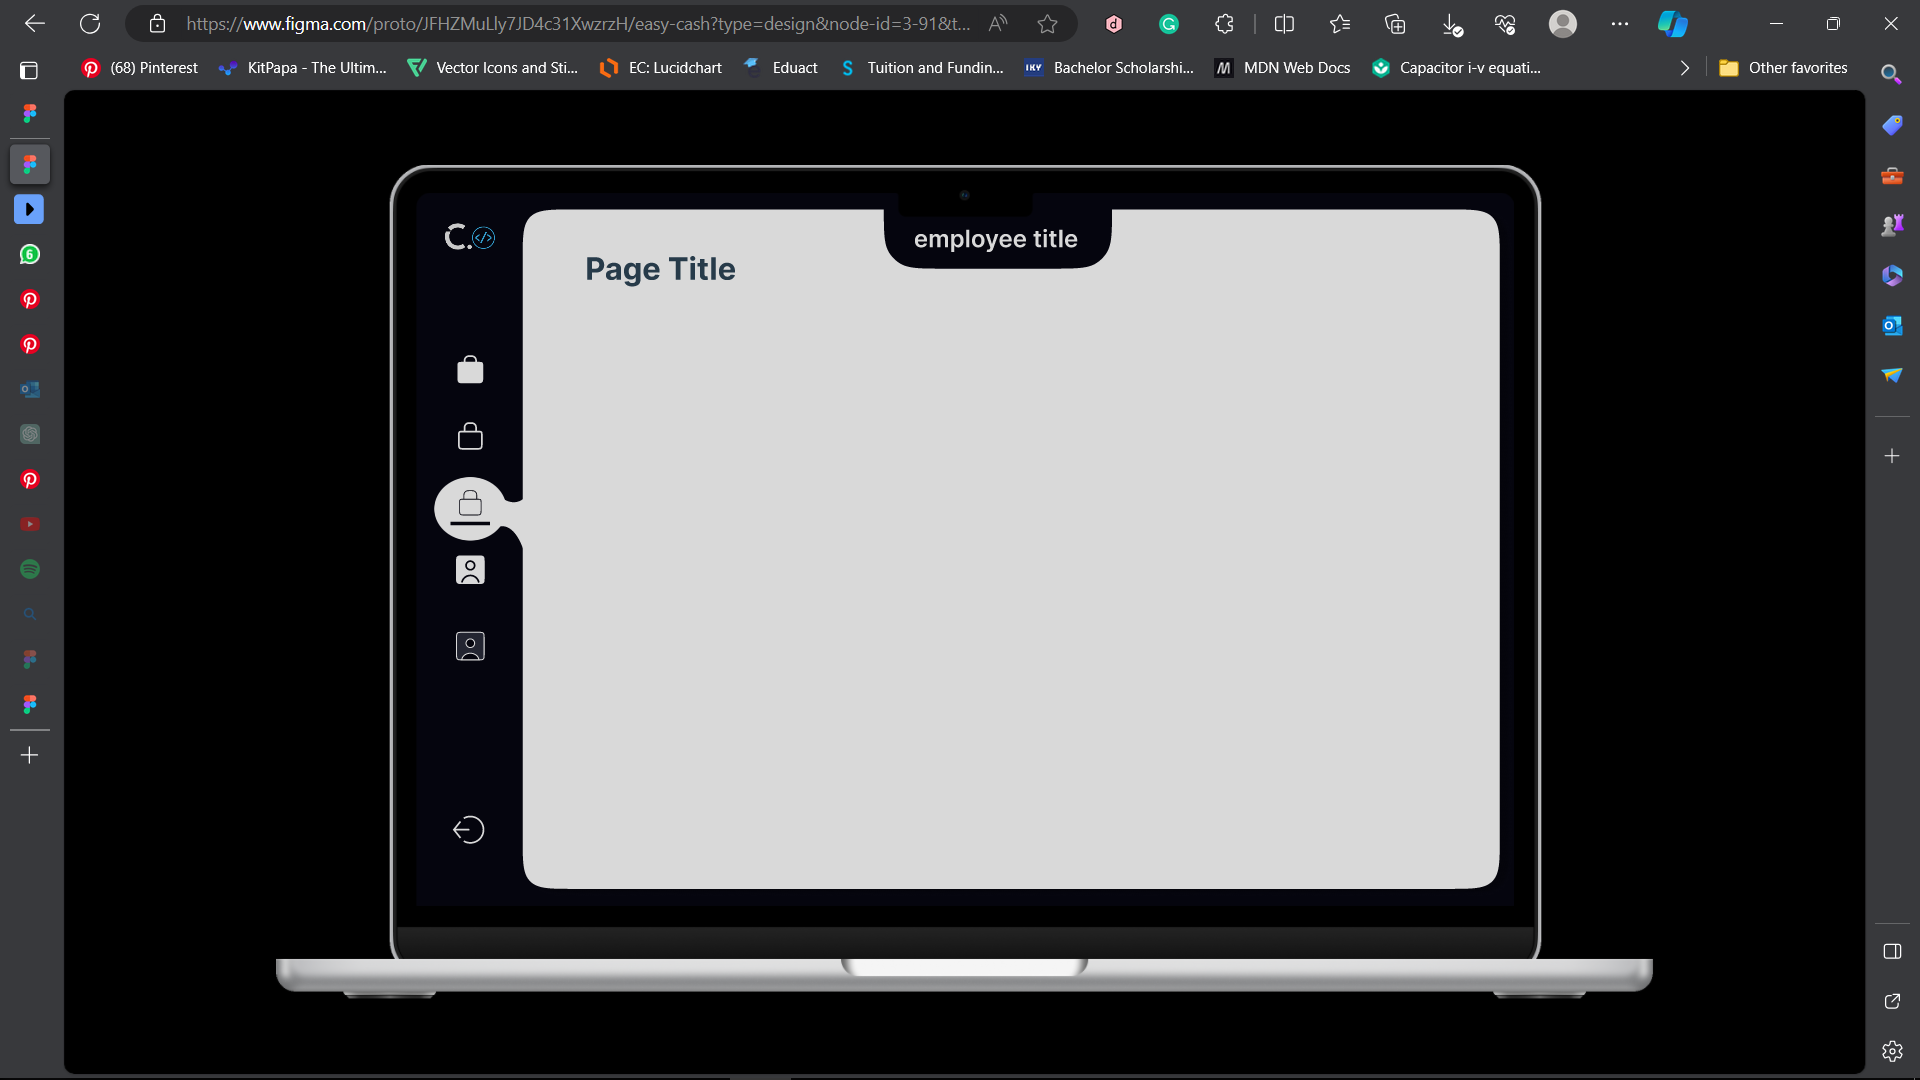 https://www.figma.com/proto/JFHZMuLly7JD4c31XwzrzH/easy-cash?type=design&node-id=3-91&t...
(68) Pinterest
KitPapa - The Ultim...
Vector Icons and Sti...
EC: Lucidchart
Eduact
Tuition and Fundin...
IKY
Bachelor Scholarshi...
MDN Web Docs
Capacitor i-v equati...
Other favorites
6
C.</>
employee title
Page Title